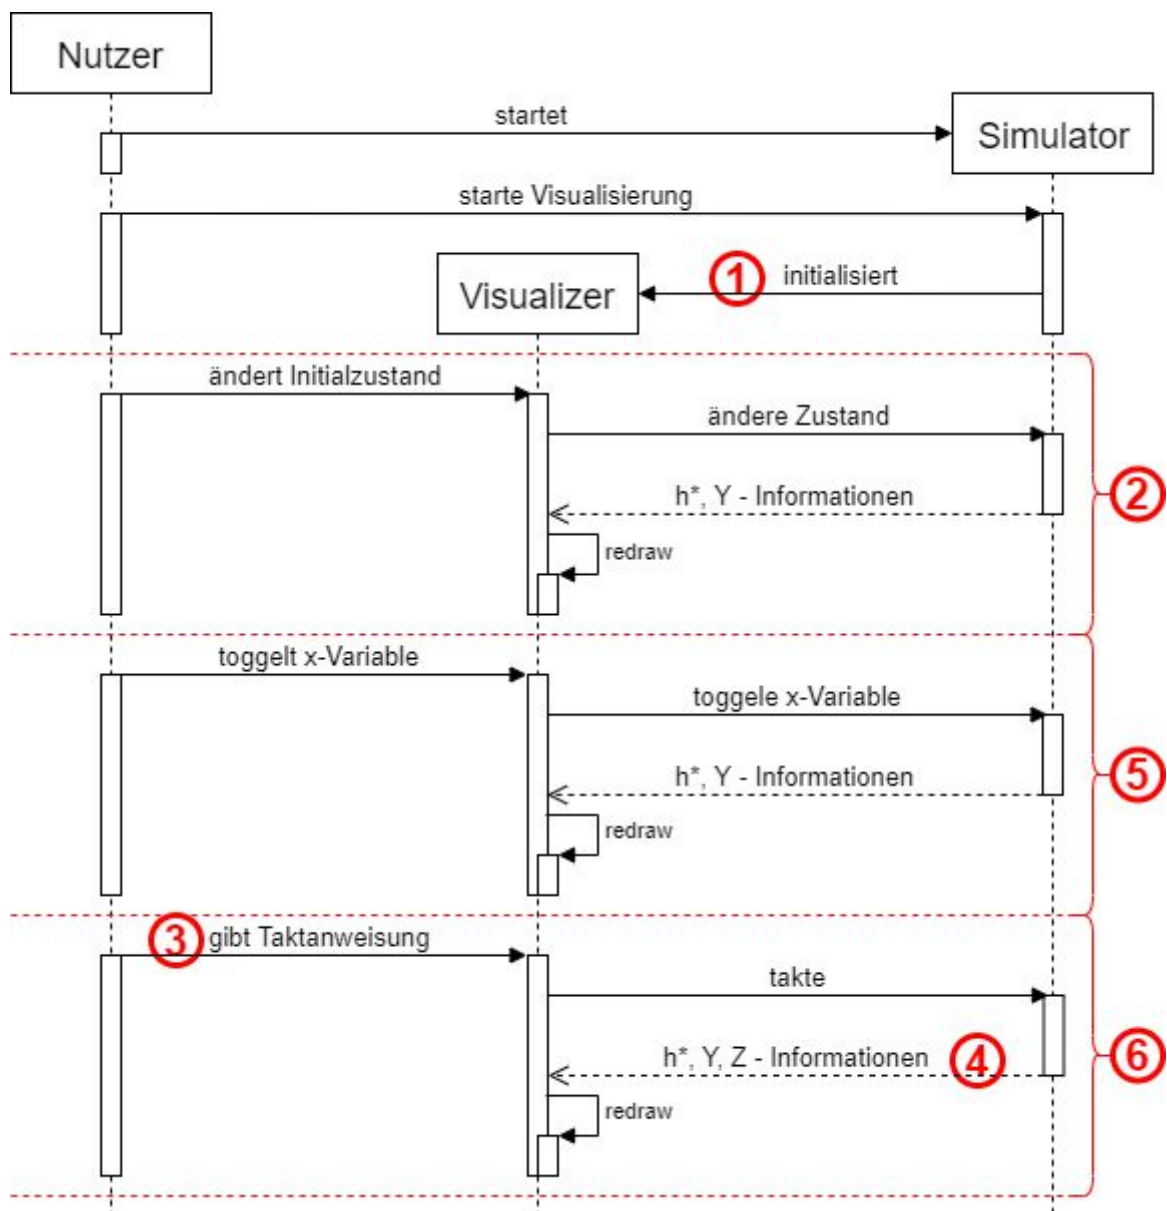 Nutzer
startet
Simulator
starte Visualisierung
1 initialisiert
Visualizer
ändert Initialzustand
ändere Zustand
2
h*, Y - Informationen
redraw
toggelt x-Variable
toggele x-Variable
5
h*, Y - Informationen
redraw
3 gibt Taktanweisung
takte
h*, Y, Z - Informationen 4
6
redraw